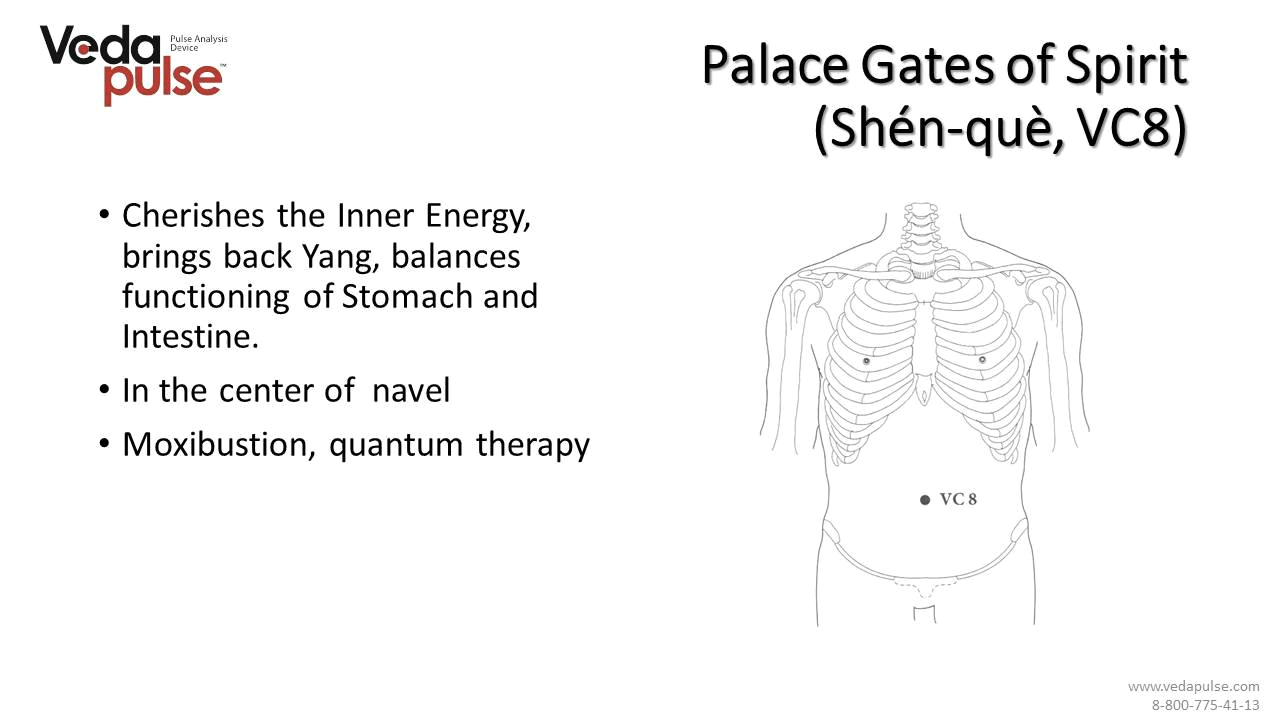 Veda
pulse™
Pulse Analysis
Device
Palace Gates of Spirit
(Shén-què, VC8)
• Cherishes the Inner Energy,
brings back Yang, balances
functioning of Stomach and
Intestine.
• In the center of navel
• Moxibustion, quantum therapy
VC 8
www.vedapulse.com
8-800-775-41-13